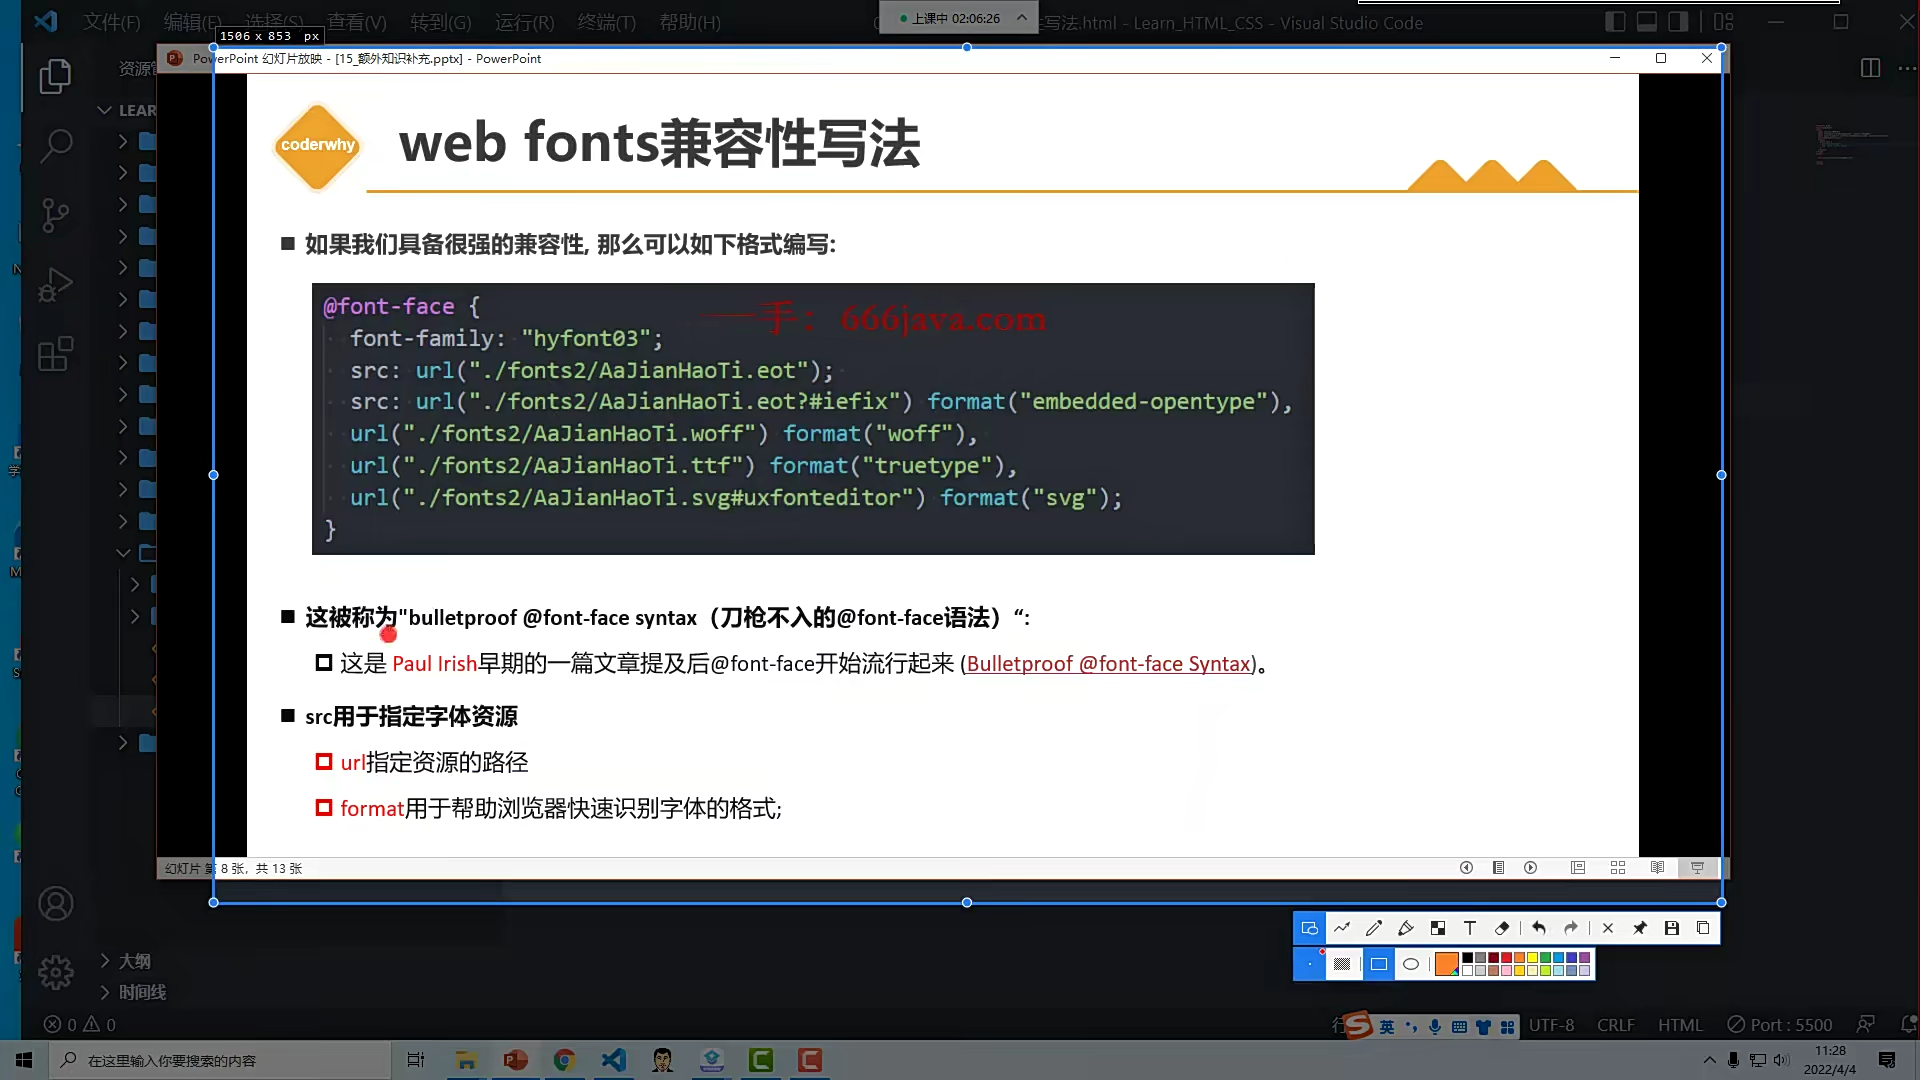 文件(F) 编辑(E) 选择(S) 查看(V) 转到(G) 运行(R) 终端(T) 帮助(H)
上课中 02:06:26
生写法.html - Learn_HTML_CSS - Visual Studio Code
1506 x 853 px
PowerPoint 幻灯片放映 - [15_额外知识补充.pptx] - PowerPoint
资源管
LEAR
coderwhy
web fonts兼容性写法
如果我们具备很强的兼容性, 那么可以如下格式编写:
一手: 666java.com
@font-face {
font-family: "hyfont03";
src: url("./fonts2/AaJianHaoTi.eot");
src: url("./fonts2/AaJianHaoTi.eot?#iefix") format("embedded-opentype"),
url("./fonts2/AaJianHaoTi.woff") format("woff"),
url("./fonts2/AaJianHaoTi.ttf") format("truetype"),
url("./fonts2/AaJianHaoTi.svg#uxfonteditor") format("svg");
}
这被称为"bulletproof @font-face syntax（刀枪不入的@font-face语法）“:
这是 Paul Irish早期的一篇文章提及后@font-face开始流行起来 (Bulletproof @font-face Syntax)。
src用于指定字体资源
url指定资源的路径
format用于帮助浏览器快速识别字体的格式;
幻灯片 第 8 张，共 13 张
大纲
时间线
0 0
行
英
UTF-8 CRLF HTML Port : 5500
在这里输入你要搜索的内容
11:28
2022/4/4